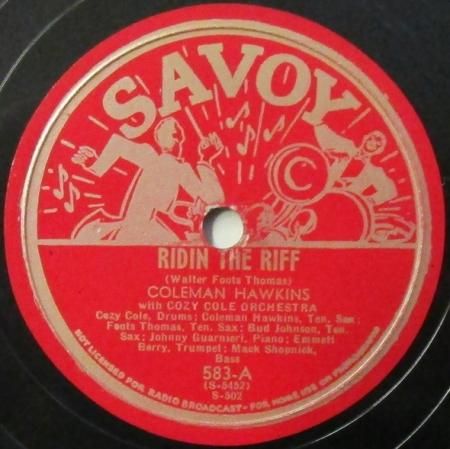 SAVOY
C
RIDIN THE RIFF
(Walter Foots Thomas)
COLEMAN HAWKINS
with COZY COLE ORCHESTRA
Cozy Cole, Drums; Coleman Hawkins, Ten. Sax;
Foots Thomas, Ten. Sax; Bud Johnson, Ten.
Sax; Johnny Guarnieri, Piano; Emmett
Berry, Trumpet; Mack Shopnick,
Bass
583-A
(S-5452)
S-502
NOT LICENSED FOR RADIO BROADCAST - FOR HOME USE ON PHONOGRAPHS